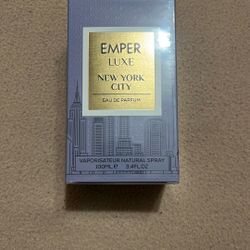 EMPER
LUXE
NEW YORK
CITY
EAU DE PARFUM
VAPORISATEUR NATURAL SPRAY
100ML ℮ 3.4FL.OZ